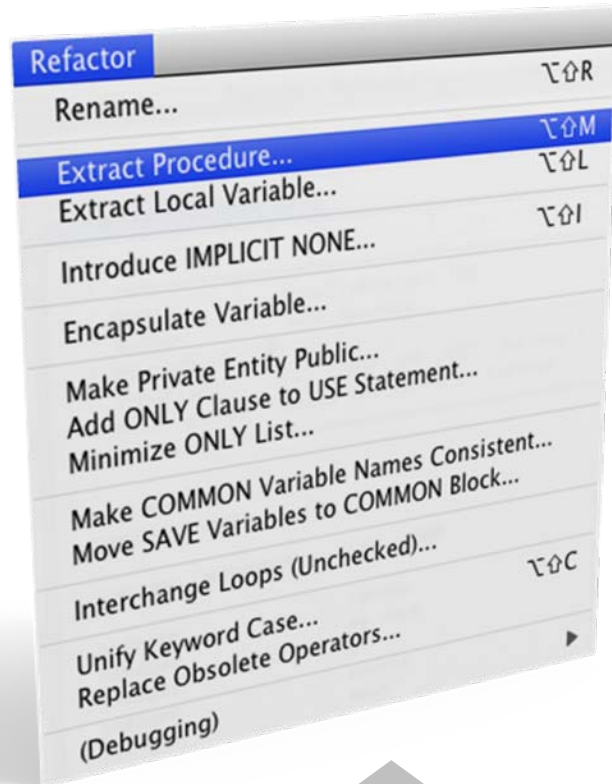 Refactor
Rename... ⌥⇧R
Extract Procedure... ⌥⇧M
Extract Local Variable... ⌥⇧L
Introduce IMPLICIT NONE... ⌥⇧I
Encapsulate Variable...
Make Private Entity Public...
Add ONLY Clause to USE Statement...
Minimize ONLY List...
Make COMMON Variable Names Consistent...
Move SAVE Variables to COMMON Block...
Interchange Loops (Unchecked)...
Unify Keyword Case... ⌥⇧C
Replace Obsolete Operators...
(Debugging)